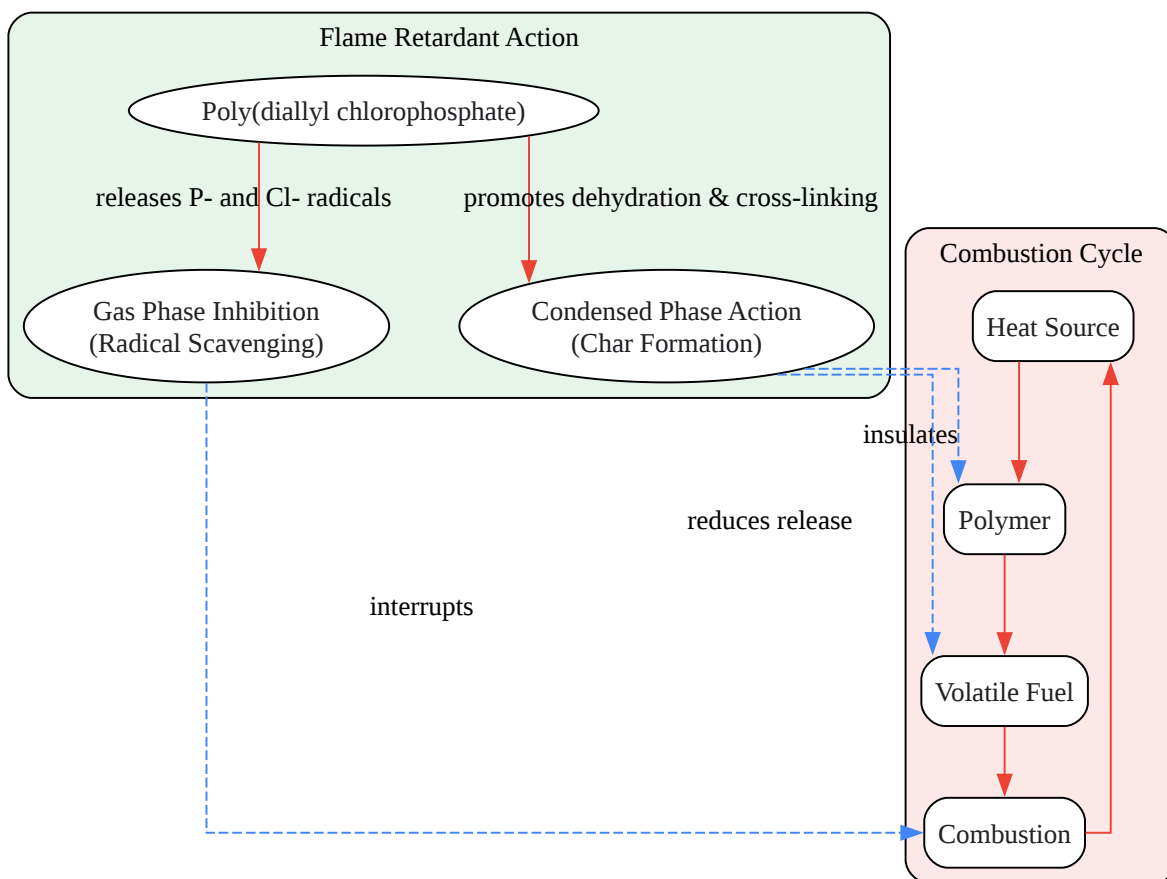 Flame Retardant Action
Poly(diallyl chlorophosphate)
releases P- and Cl- radicals
promotes dehydration & cross-linking
Gas Phase Inhibition
(Radical Scavenging)
Condensed Phase Action
(Char Formation)
Combustion Cycle
Heat Source
insulates
Polymer
reduces release
interrupts
Volatile Fuel
Combustion